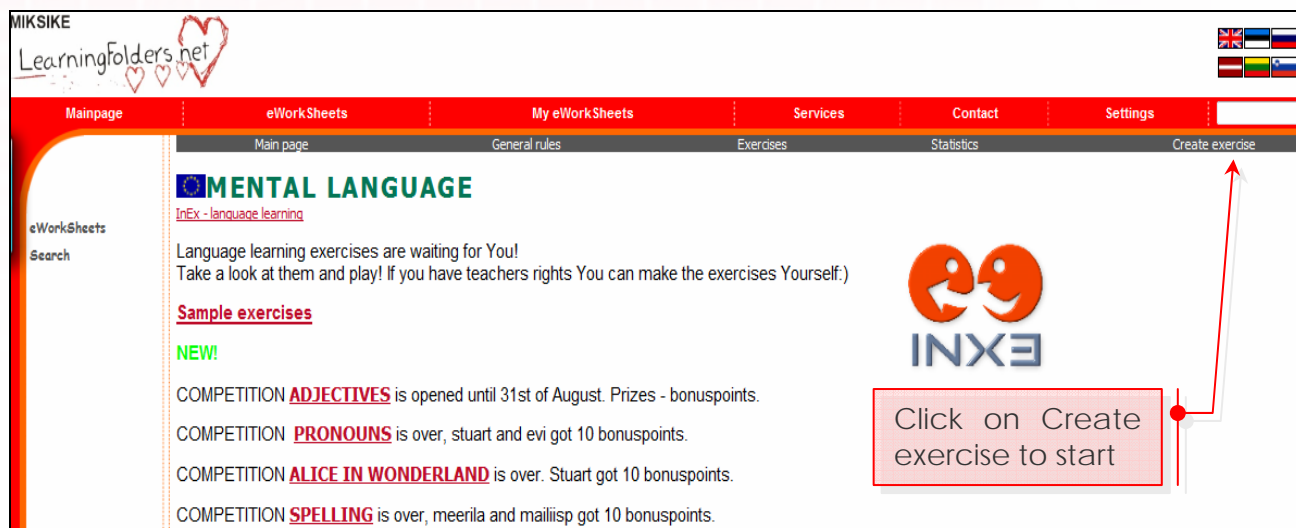 MIKSIKE
LearningFolders.net
Mainpage eWorkSheets My eWorkSheets Services Contact Settings
Main page General rules Exercises Statistics Create exercise
MENTAL LANGUAGE
InEx - language learning
eWorkSheets
Search
Language learning exercises are waiting for You!
Take a look at them and play! If you have teachers rights You can make the exercises Yourself:)
Sample exercises
NEW!
INXƎ
COMPETITION ADJECTIVES is opened until 31st of August. Prizes - bonuspoints.
COMPETITION PRONOUNS is over, stuart and evi got 10 bonuspoints.
COMPETITION ALICE IN WONDERLAND is over. Stuart got 10 bonuspoints.
COMPETITION SPELLING is over, meerila and mailiisp got 10 bonuspoints.
Click on Create
exercise to start